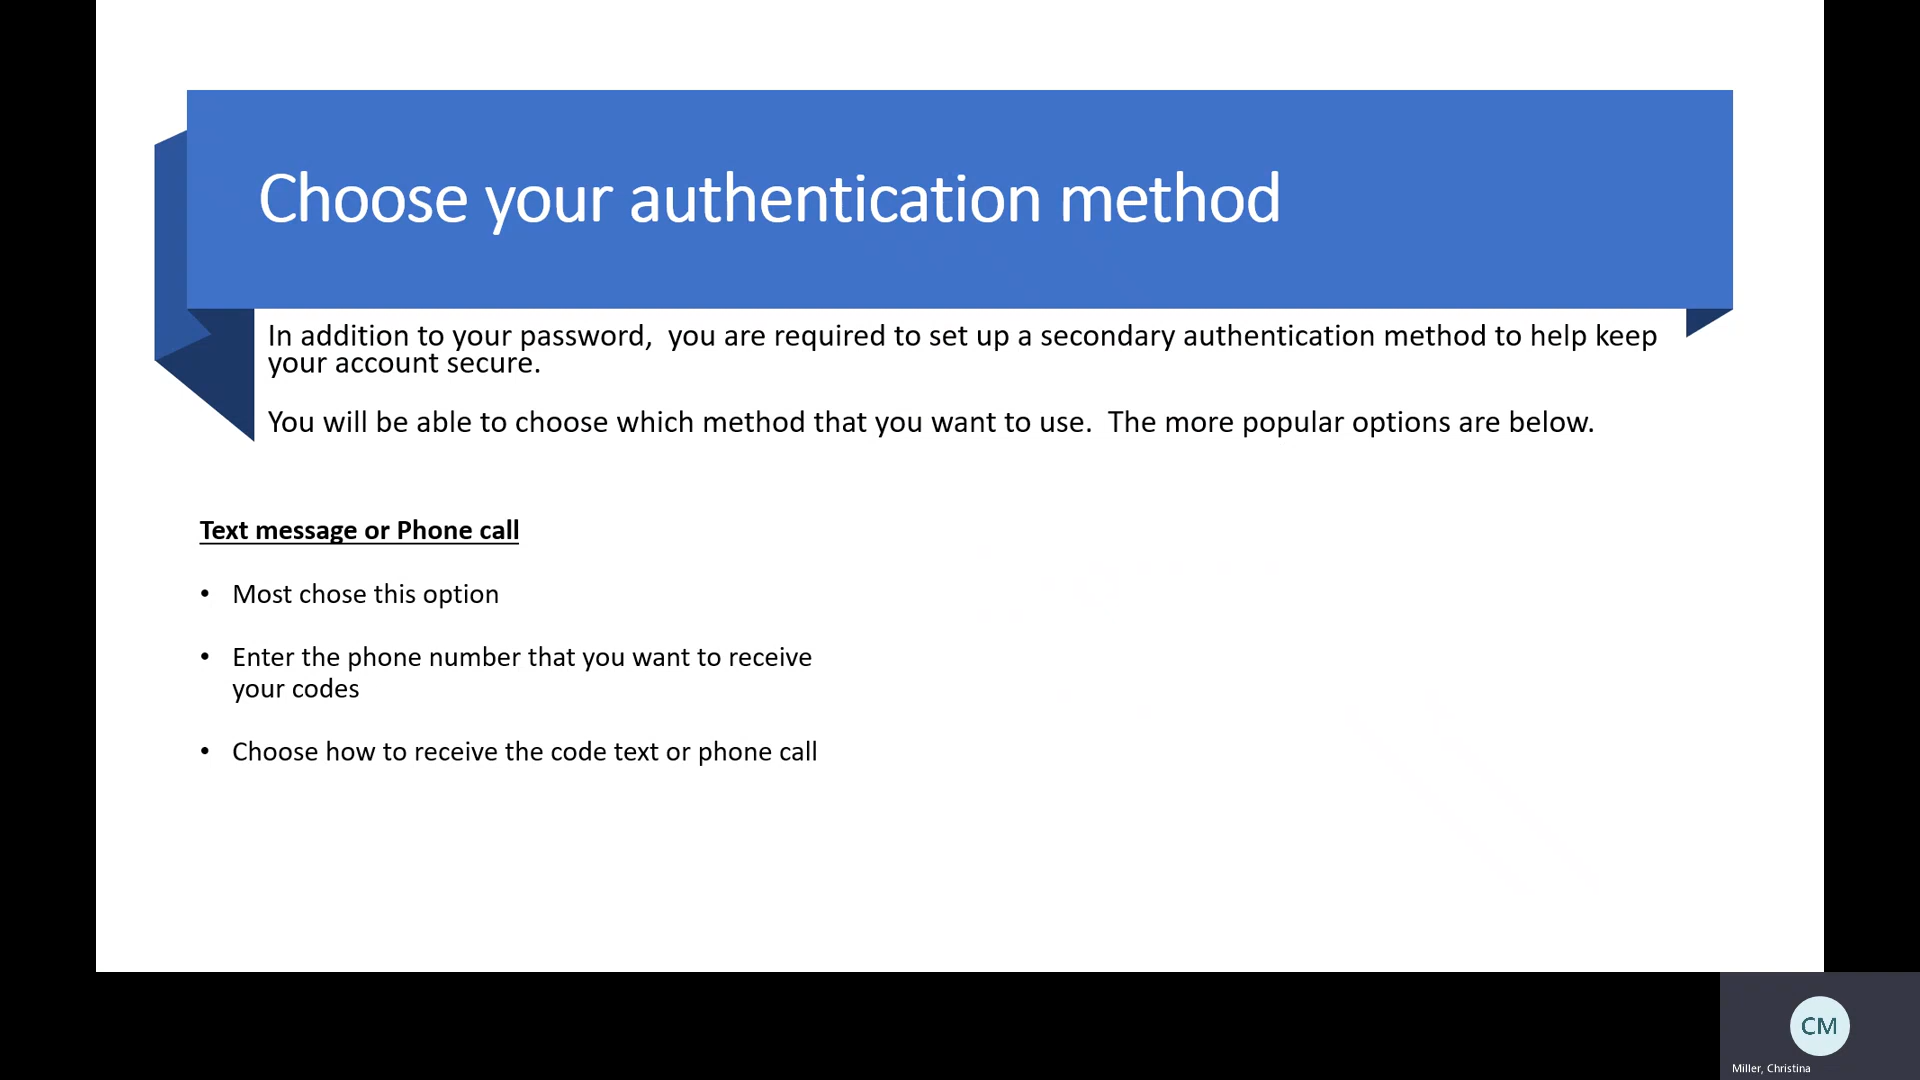 Choose your authentication method
In addition to your password,  you are required to set up a secondary authentication method to help keep
your account secure.
You will be able to choose which method that you want to use.  The more popular options are below.
Text message or Phone call
• Most chose this option
• Enter the phone number that you want to receive
your codes
• Choose how to receive the code text or phone call
CM
Miller, Christina